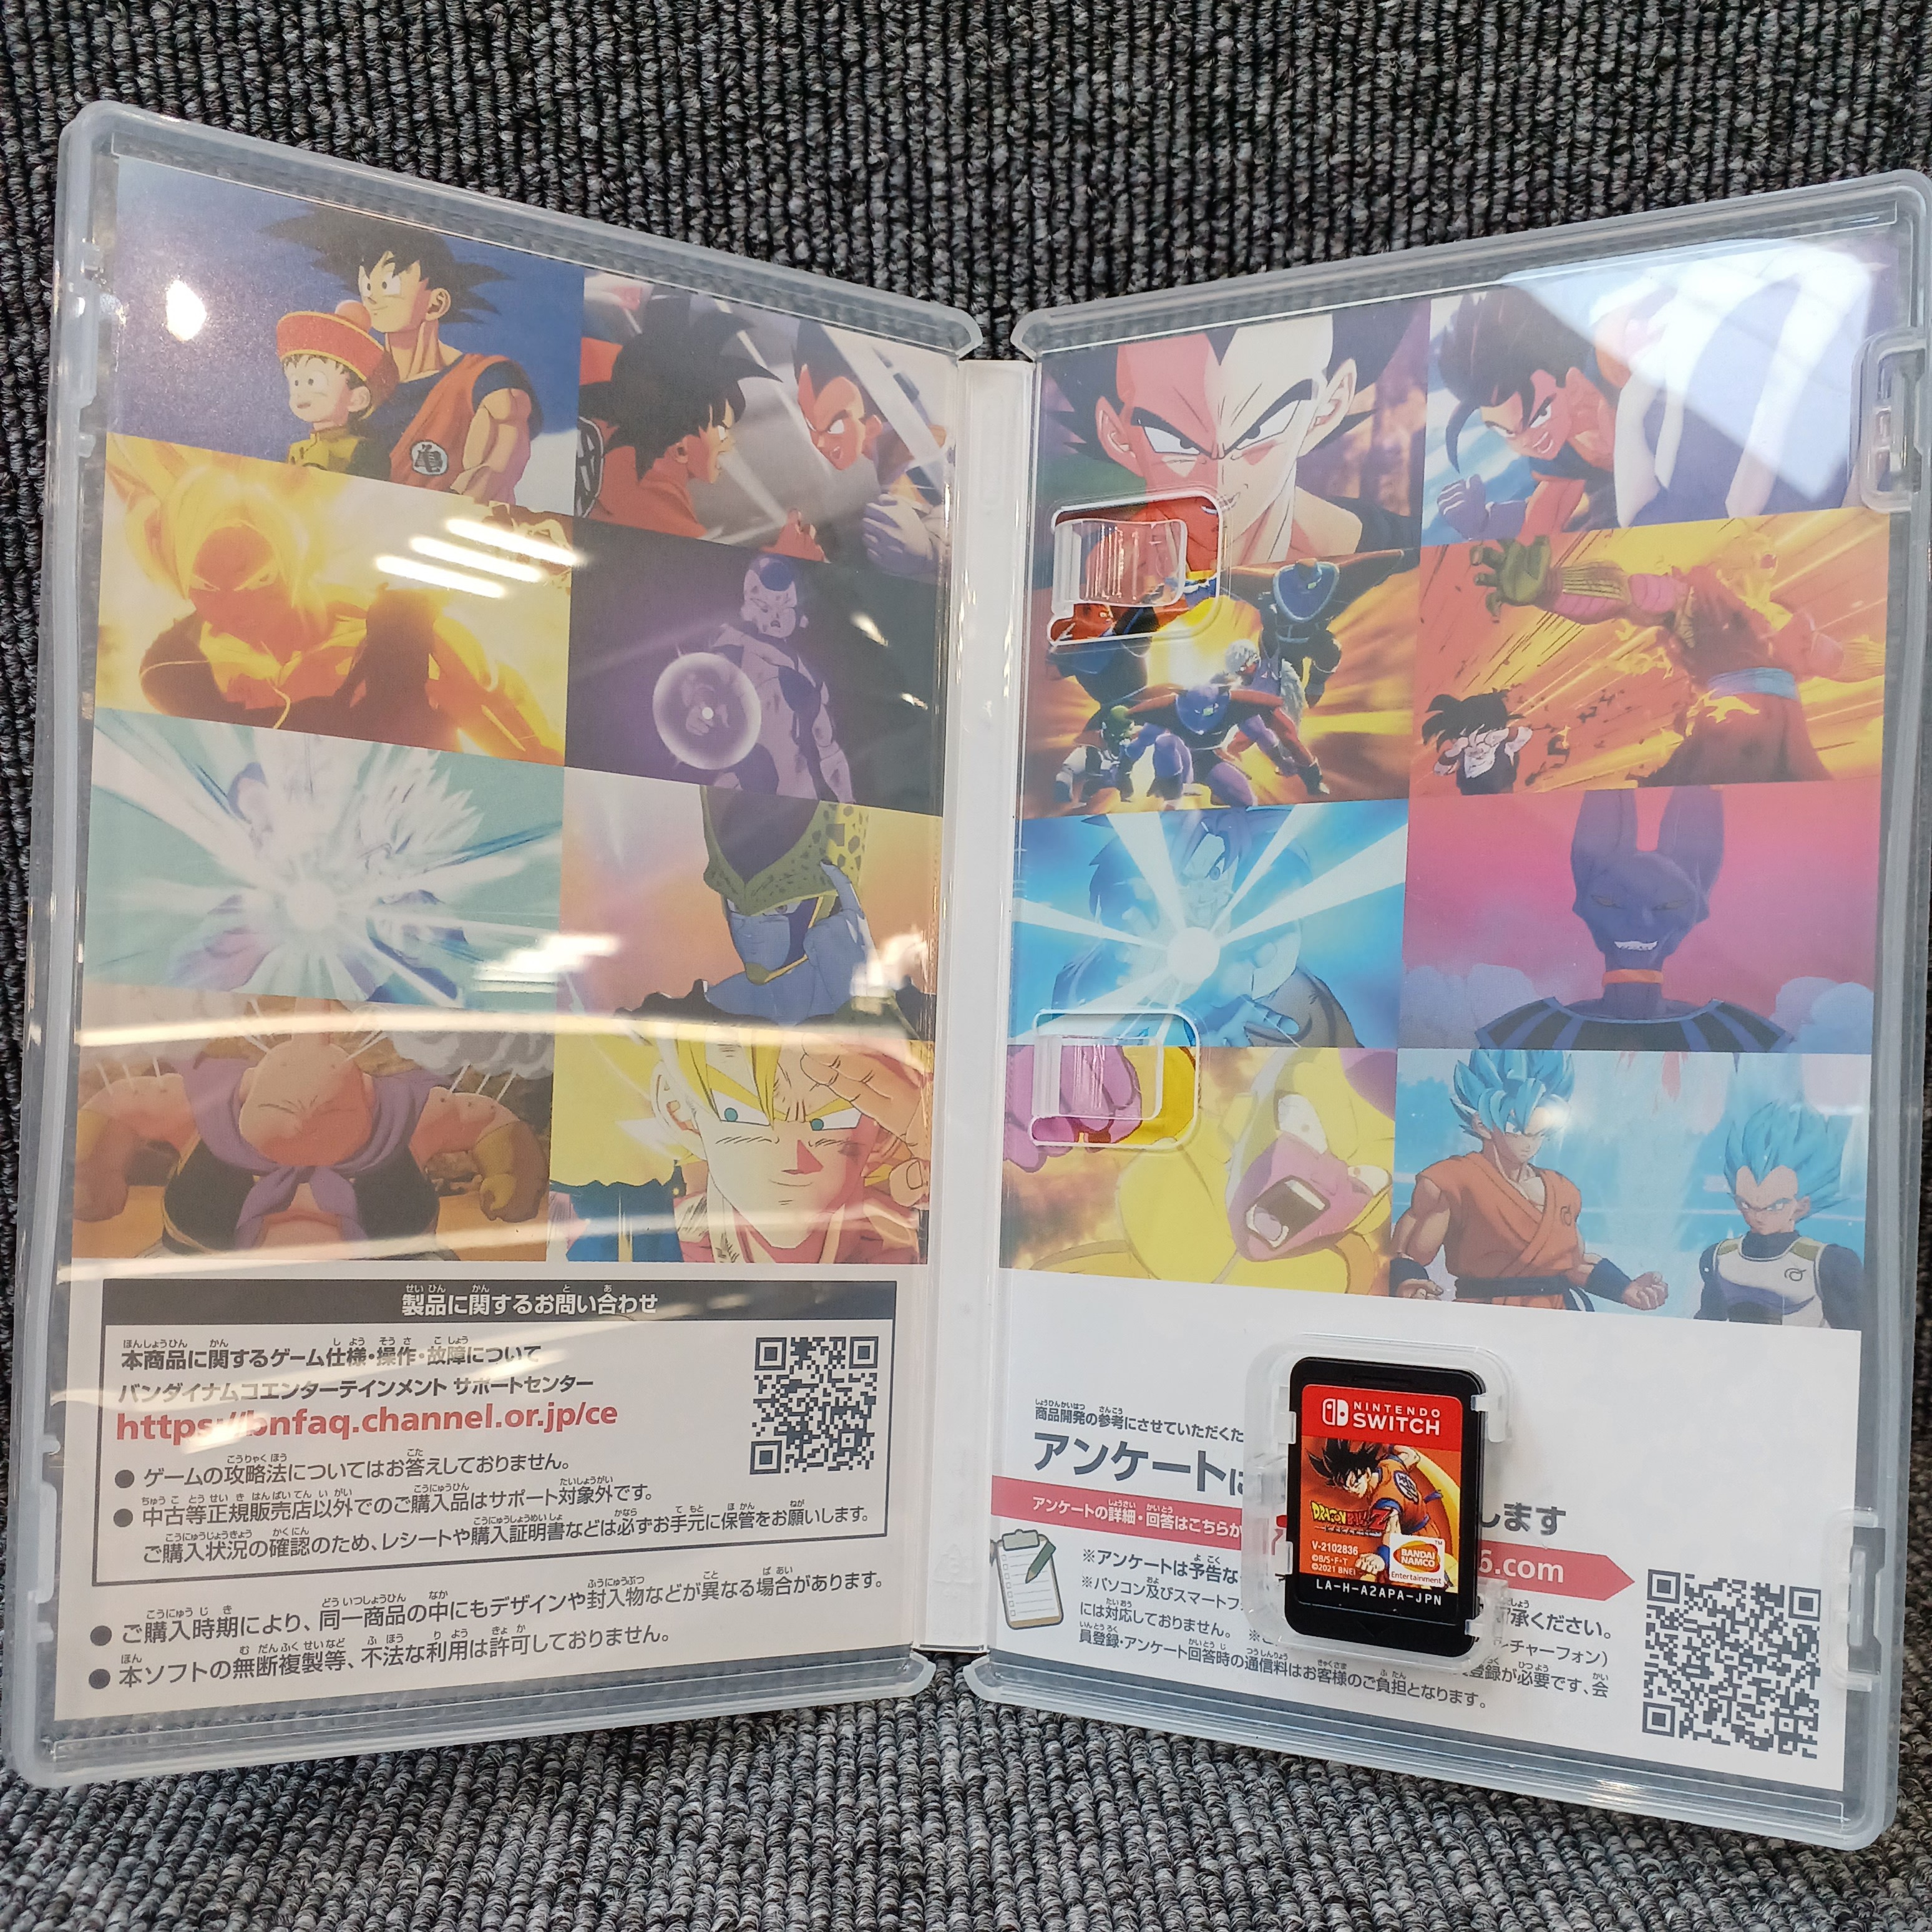 製品に関するお問い合わせ
本商品に関するゲーム仕様・操作・故障について
バンダイナムコエンターテインメント サポートセンター
https://bnfaq.channel.or.jp/ce
● ゲームの攻略法についてはお答えしておりません。
● 中古等正規販売店以外でのご購入品はサポート対象外です。
ご購入状況の確認のため、レシートや購入証明書などは必ずお手元に保管をお願いします。
● ご購入時期により、同一商品の中にもデザインや封入物などが異なる場合があります。
● 本ソフトの無断複製等、不法な利用は許可しておりません。
商品開発の参考にさせていただくた
アンケートに
します
アンケートの詳細・回答はこちらか
6.com
※アンケートは予告な
了承ください。
※パソコン及びスマートフ
ーチャーフォン)
には対応しておりません。
登録が必要です、会
員登録・アンケート回答時の通信料はお客様のご負担となります。
NINTENDO
SWITCH
DRAGON BALL Z
V-2102836
©B/S・F・T
©2021 BNEI
BANDAI
NAMCO
Entertainment
LA-H-A2APA-JPN